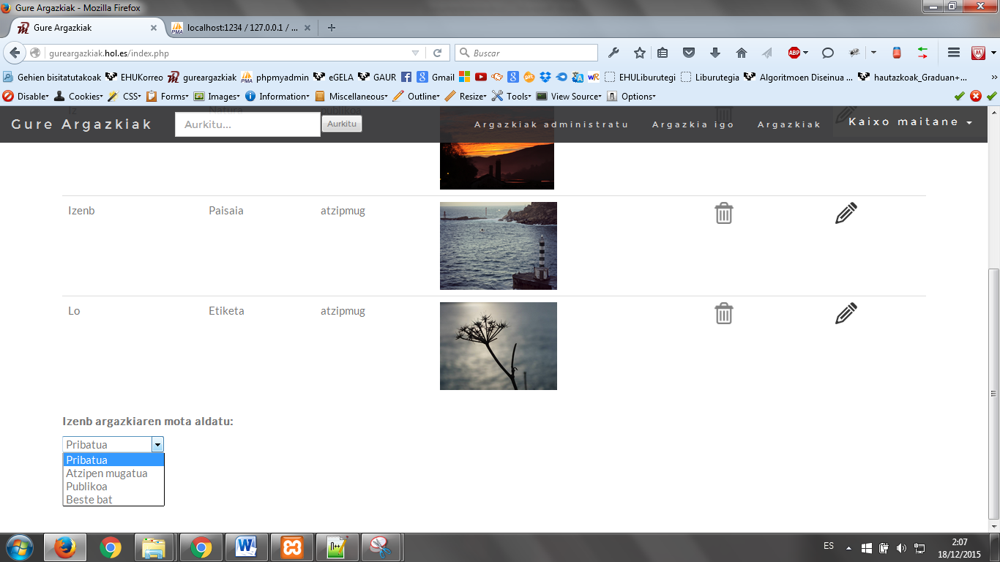 Gure Argazkiak - Mozilla Firefox
Gure Argazkiak
localhost:1234 / 127.0.0.1 / ...
gureargazkiak.hol.es/index.php
Buscar
ABP
Gehien bisitatutakoak EHUKorreo gureargazkiak phpmyadmin eGELA GAUR Gmail EHULiburutegi Liburutegia Algoritmoen Diseinua ... hautazkoak_Graduan+...
Disable Cookies CSS Forms Images Information Miscellaneous Outline Resize Tools View Source Options
Iz Natura publikoa
Gure Argazkiak Aurkitu... Aurkitu Argazkiak administratu Argazkia igo Argazkiak Kaixo maitane
Izenb Paisaia atzipmug
Lo Etiketa atzipmug
Izenb argazkiaren mota aldatu:
Pribatua
Pribatua
Atzipen mugatua
Publikoa
Beste bat
ES
2:07
18/12/2015